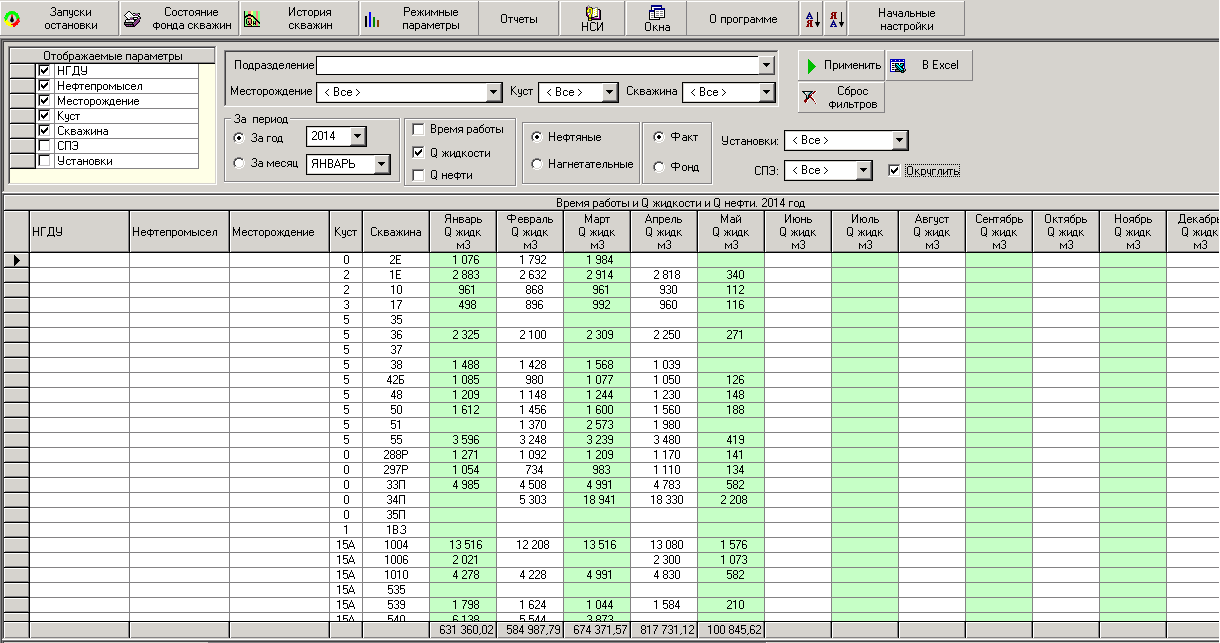 Запуски остановки
Состояние фонда скважин
История скважин
Режимные параметры
Отчеты
НСИ
Окна
О программе
Начальные настройки
Отображаемые параметры
НГДУ
Нефтепромысел
Месторождение
Куст
Скважина
СПЭ
Установки
Подразделение
Месторождение < Все > Куст < Все > Скважина < Все >
Применить
В Excel
Сброс фильтров
За период
За год 2014
За месяц ЯНВАРЬ
Время работы
Q жидкости
Q нефти
Нефтяные
Нагнетательные
Факт
Фонд
Установки: < Все >
СПЭ: < Все > Округлить
Время работы и Q жидкости и Q нефти. 2014 год
НГДУ Нефтепромысел Месторождение Куст Скважина Январь Q жидк м3 Февраль Q жидк м3 Март Q жидк м3 Апрель Q жидк м3 Май Q жидк м3 Июнь Q жидк м3 Июль Q жидк м3 Август Q жидк м3 Сентябрь Q жидк м3 Октябрь Q жидк м3 Ноябрь Q жидк м3 Декабрь Q жидк м3
0 2Е 1 076 1 792 1 984
2 1Е 2 883 2 632 2 914 2 818 340
2 10 961 868 961 930 112
3 17 498 896 992 960 116
5 35
5 36 2 325 2 100 2 309 2 250 271
5 37
5 38 1 488 1 428 1 568 1 039
5 42Б 1 085 980 1 077 1 050 126
5 48 1 209 1 148 1 244 1 230 148
5 50 1 612 1 456 1 600 1 560 188
5 51 1 370 2 573 1 980
5 55 3 596 3 248 3 239 3 480 419
0 288Р 1 271 1 092 1 209 1 170 141
0 297Р 1 054 734 983 1 110 134
0 33П 4 985 4 508 4 991 4 783 582
0 34П 5 303 18 941 18 330 2 208
0 35П
1 1ВЗ
15А 1004 13 516 12 208 13 516 13 080 1 576
15А 1006 2 021 2 300 1 073
15А 1010 4 278 4 228 4 991 4 830 582
15А 535
15А 539 1 798 1 624 1 044 1 584 210
15А 540 6 138 5 544 3 873
631 360,02 584 987,79 674 371,57 817 731,12 100 845,62